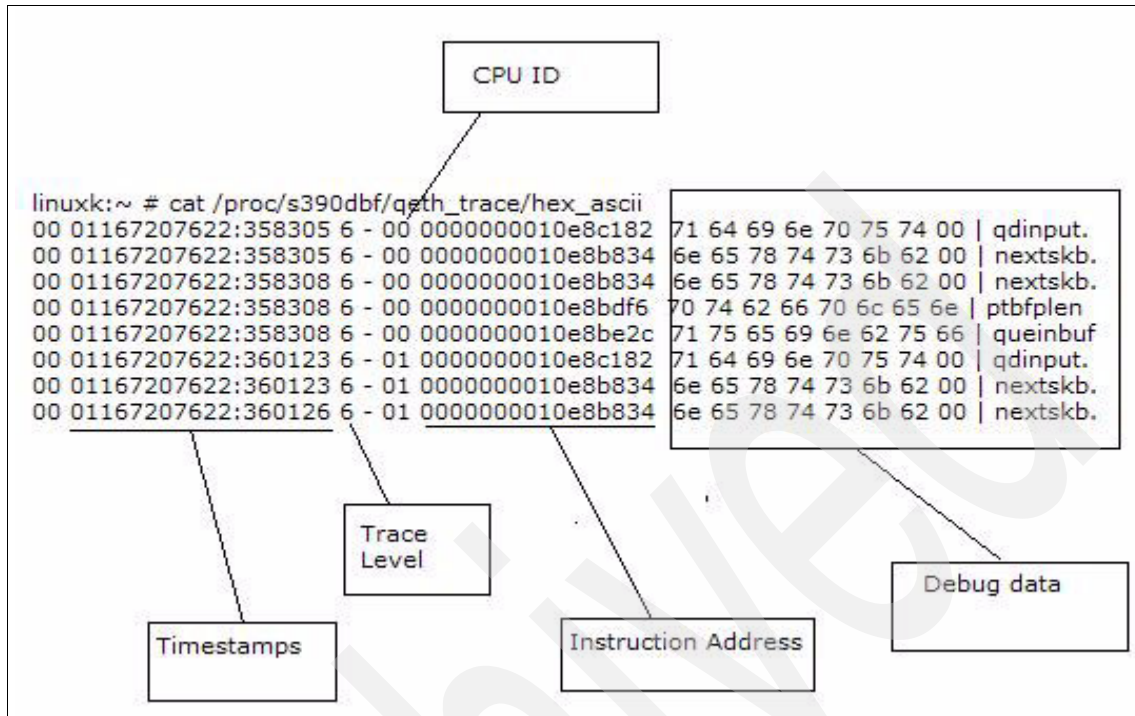 CPU ID
linuxk:~ # cat /proc/s390dbf/qeth_trace/hex_ascii
00 01167207622:358305 6 - 00 0000000010e8c182 71 64 69 6e 70 75 74 00 | qdinput.
00 01167207622:358305 6 - 00 0000000010e8b834 6e 65 78 74 73 6b 62 00 | nextskb.
00 01167207622:358308 6 - 00 0000000010e8b834 6e 65 78 74 73 6b 62 00 | nextskb.
00 01167207622:358308 6 - 00 0000000010e8bdf6 70 74 62 66 70 6c 65 6e | ptbfplen
00 01167207622:358308 6 - 00 0000000010e8be2c 71 75 65 69 6e 62 75 66 | queinbuf
00 01167207622:360123 6 - 01 0000000010e8c182 71 64 69 6e 70 75 74 00 | qdinput.
00 01167207622:360123 6 - 01 0000000010e8b834 6e 65 78 74 73 6b 62 00 | nextskb.
00 01167207622:360126 6 - 01 0000000010e8b834 6e 65 78 74 73 6b 62 00 | nextskb.
Trace
Level
Debug data
Timestamps
Instruction Address